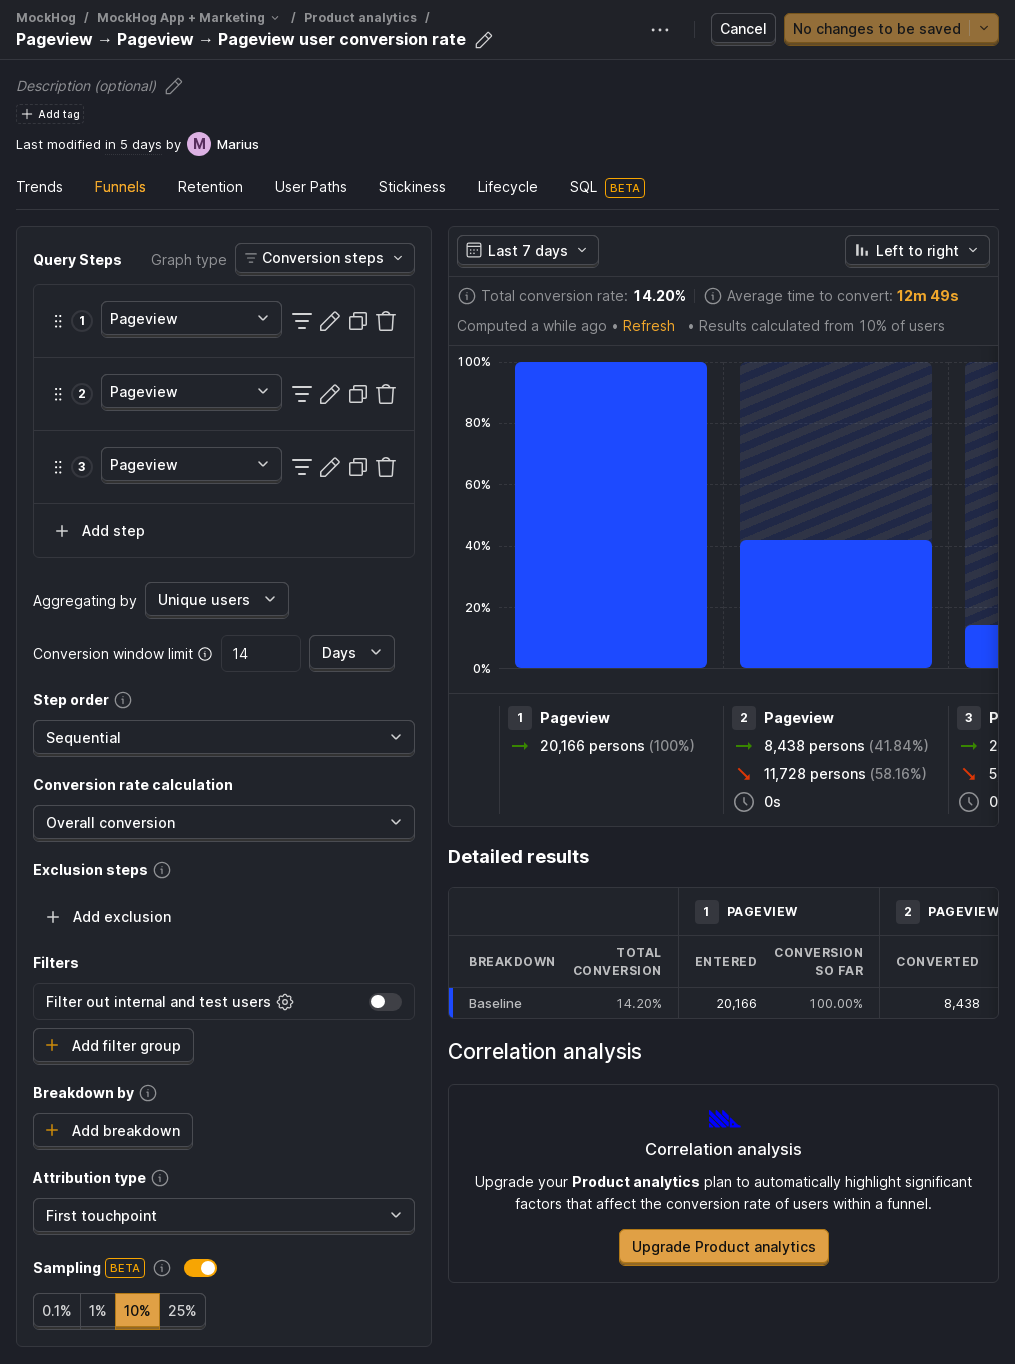 MockHog / MockHog App + Marketing / Product analytics /
Pageview → Pageview → Pageview user conversion rate
Cancel
No changes to be saved
Description (optional)
Add tag
Last modified in 5 days by M Marius
Trends Funnels Retention User Paths Stickiness Lifecycle SQL BETA
Query Steps Graph type Conversion steps
1 Pageview
2 Pageview
3 Pageview
Add step
Aggregating by Unique users
Conversion window limit 14 Days
Step order
Sequential
Conversion rate calculation
Overall conversion
Exclusion steps
Add exclusion
Filters
Filter out internal and test users
Add filter group
Breakdown by
Add breakdown
Attribution type
First touchpoint
Sampling BETA
0.1% 1% 10% 25%
Last 7 days Left to right
Total conversion rate: 14.20% Average time to convert: 12m 49s
Computed a while ago • Refresh • Results calculated from 10% of users
100%
80%
60%
40%
20%
0%
1 Pageview
20,166 persons (100%)
2 Pageview
8,438 persons (41.84%)
11,728 persons (58.16%)
0s
3 P
2
5
0
Detailed results
1 PAGEVIEW 2 PAGEVIEW
BREAKDOWN TOTAL CONVERSION ENTERED CONVERSION SO FAR CONVERTED
Baseline 14.20% 20,166 100.00% 8,438
Correlation analysis
Correlation analysis
Upgrade your Product analytics plan to automatically highlight significant
factors that affect the conversion rate of users within a funnel.
Upgrade Product analytics